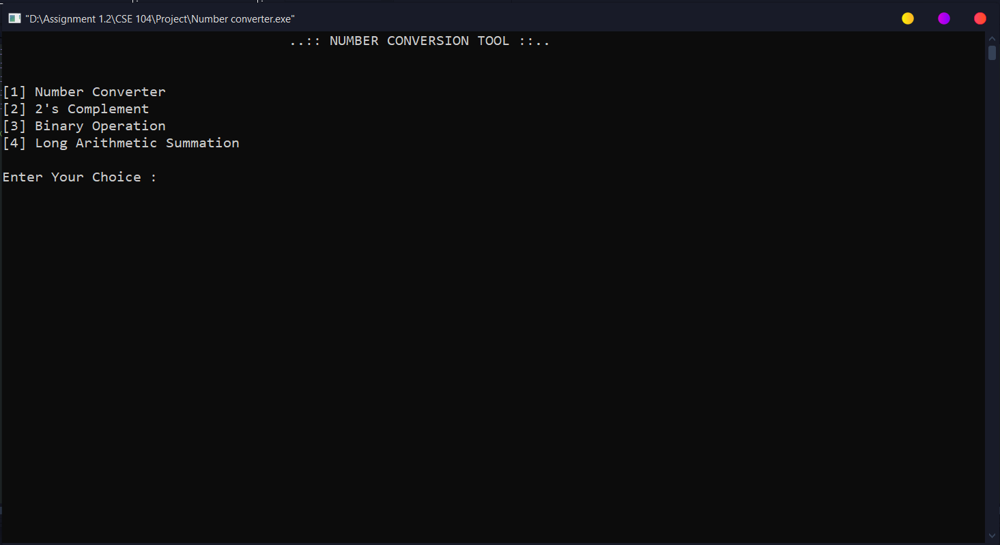 "D:\Assignment 1.2\CSE 104\Project\Number converter.exe"
..:: NUMBER CONVERSION TOOL ::..
[1] Number Converter
[2] 2's Complement
[3] Binary Operation
[4] Long Arithmetic Summation
Enter Your Choice :